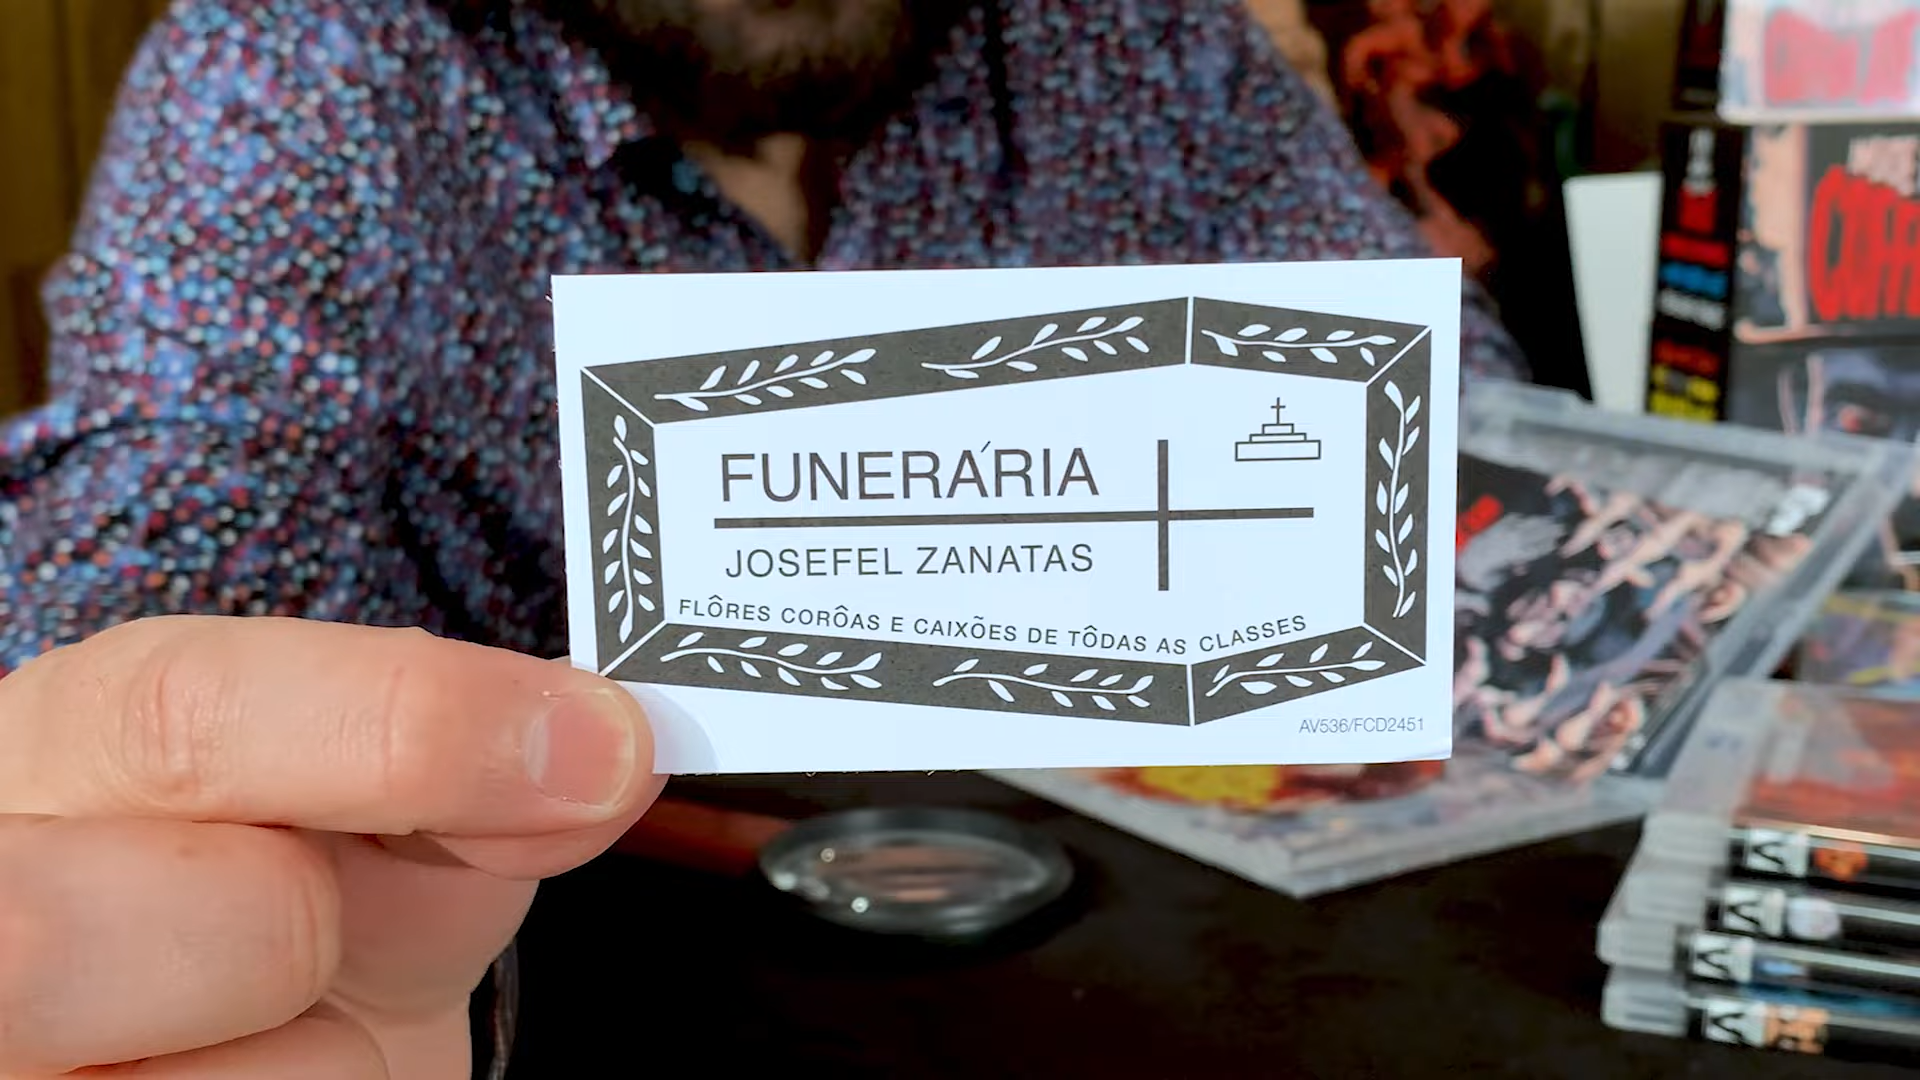 FUNERÁRIA
JOSEFEL ZANATAS
FLÔRES CORÔAS E CAIXÕES DE TÔDAS AS CLASSES
AV536/FCD2451